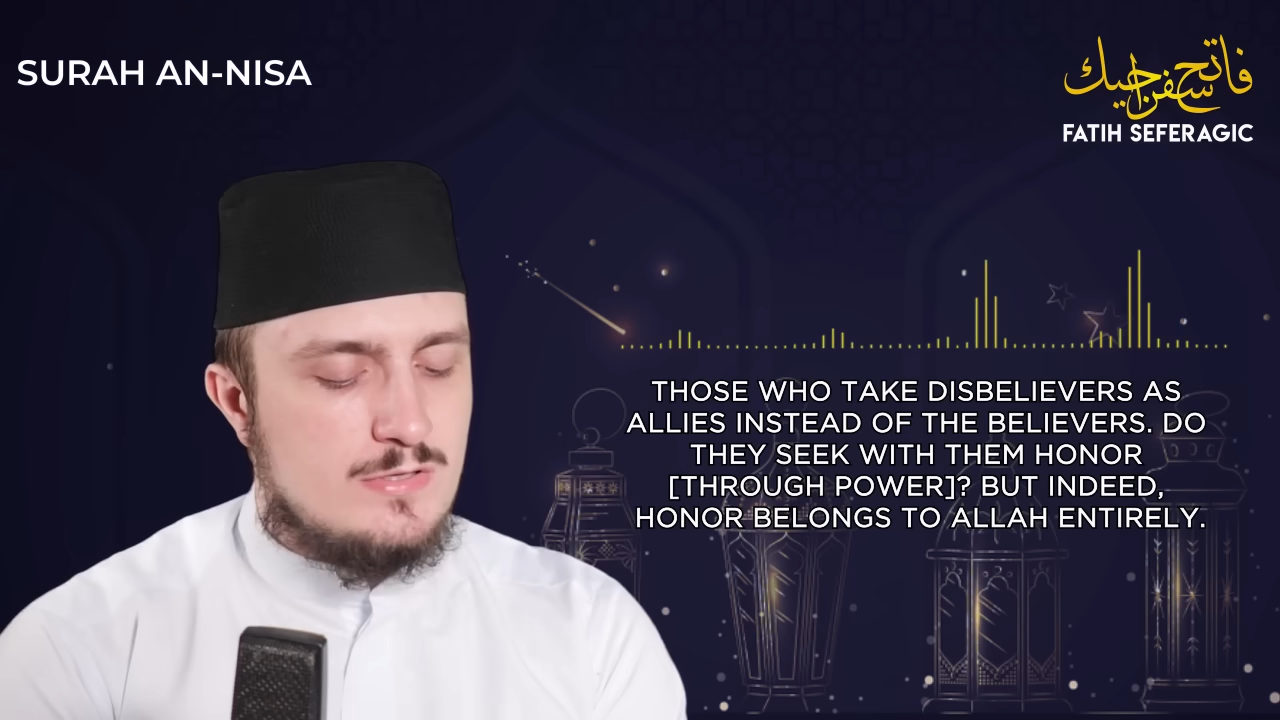 SURAH AN-NISA
فاتح سفراجيك
FATIH SEFERAGIC
THOSE WHO TAKE DISBELIEVERS AS
ALLIES INSTEAD OF THE BELIEVERS. DO
THEY SEEK WITH THEM HONOR
[THROUGH POWER]? BUT INDEED,
HONOR BELONGS TO ALLAH ENTIRELY.